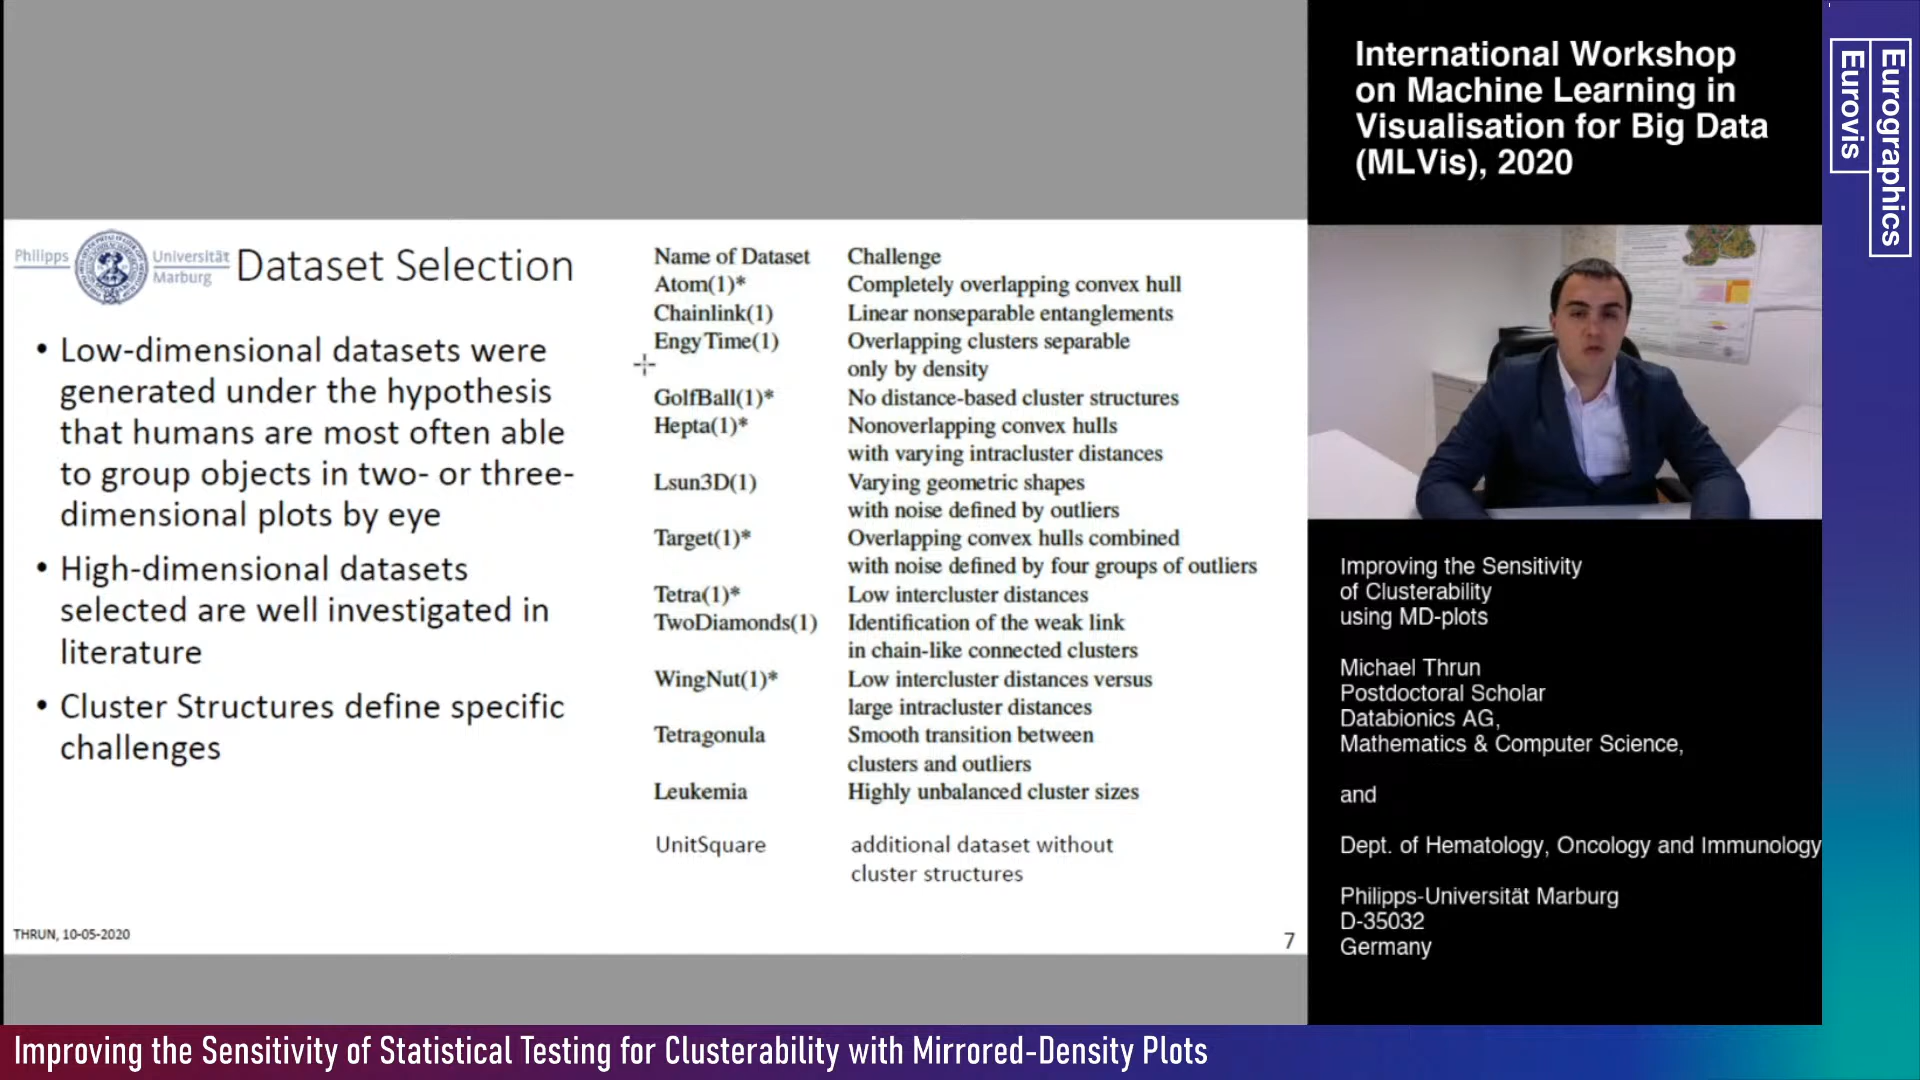 International Workshop
on Machine Learning in
Visualisation for Big Data
(MLVis), 2020
Eurographics
Eurovis
Philipps Universität
Marburg
Dataset Selection
• Low-dimensional datasets were
generated under the hypothesis
that humans are most often able
to group objects in two- or three-
dimensional plots by eye
• High-dimensional datasets
selected are well investigated in
literature
• Cluster Structures define specific
challenges
Name of Dataset Challenge
Atom(1)* Completely overlapping convex hull
Chainlink(1) Linear nonseparable entanglements
EngyTime(1) Overlapping clusters separable
only by density
GolfBall(1)* No distance-based cluster structures
Hepta(1)* Nonoverlapping convex hulls
with varying intracluster distances
Lsun3D(1) Varying geometric shapes
with noise defined by outliers
Target(1)* Overlapping convex hulls combined
with noise defined by four groups of outliers
Tetra(1)* Low intercluster distances
TwoDiamonds(1) Identification of the weak link
in chain-like connected clusters
WingNut(1)* Low intercluster distances versus
large intracluster distances
Tetragonula Smooth transition between
clusters and outliers
Leukemia Highly unbalanced cluster sizes
UnitSquare additional dataset without
cluster structures
THRUN, 10-05-2020
7
Improving the Sensitivity
of Clusterability
using MD-plots
Michael Thrun
Postdoctoral Scholar
Databionics AG,
Mathematics & Computer Science,
and
Dept. of Hematology, Oncology and Immunology
Philipps-Universität Marburg
D-35032
Germany
Improving the Sensitivity of Statistical Testing for Clusterability with Mirrored-Density Plots